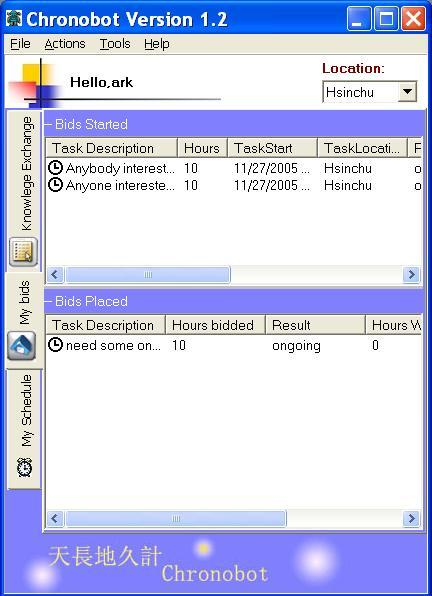 Chronobot Version 1.2
File Actions Tools Help
Hello,ark
Location:
Hsinchu
Knowlege Exchange
My bids
My Schedule
Bids Started
Task Description Hours TaskStart TaskLocati...
Anybody interest... 10 11/27/2005 ... Hsinchu
Anyone intereste... 10 11/27/2005 ... Hsinchu
Bids Placed
Task Description Hours bidded Result Hours W
need some on... 10 ongoing 0
天長地久計
Chronobot